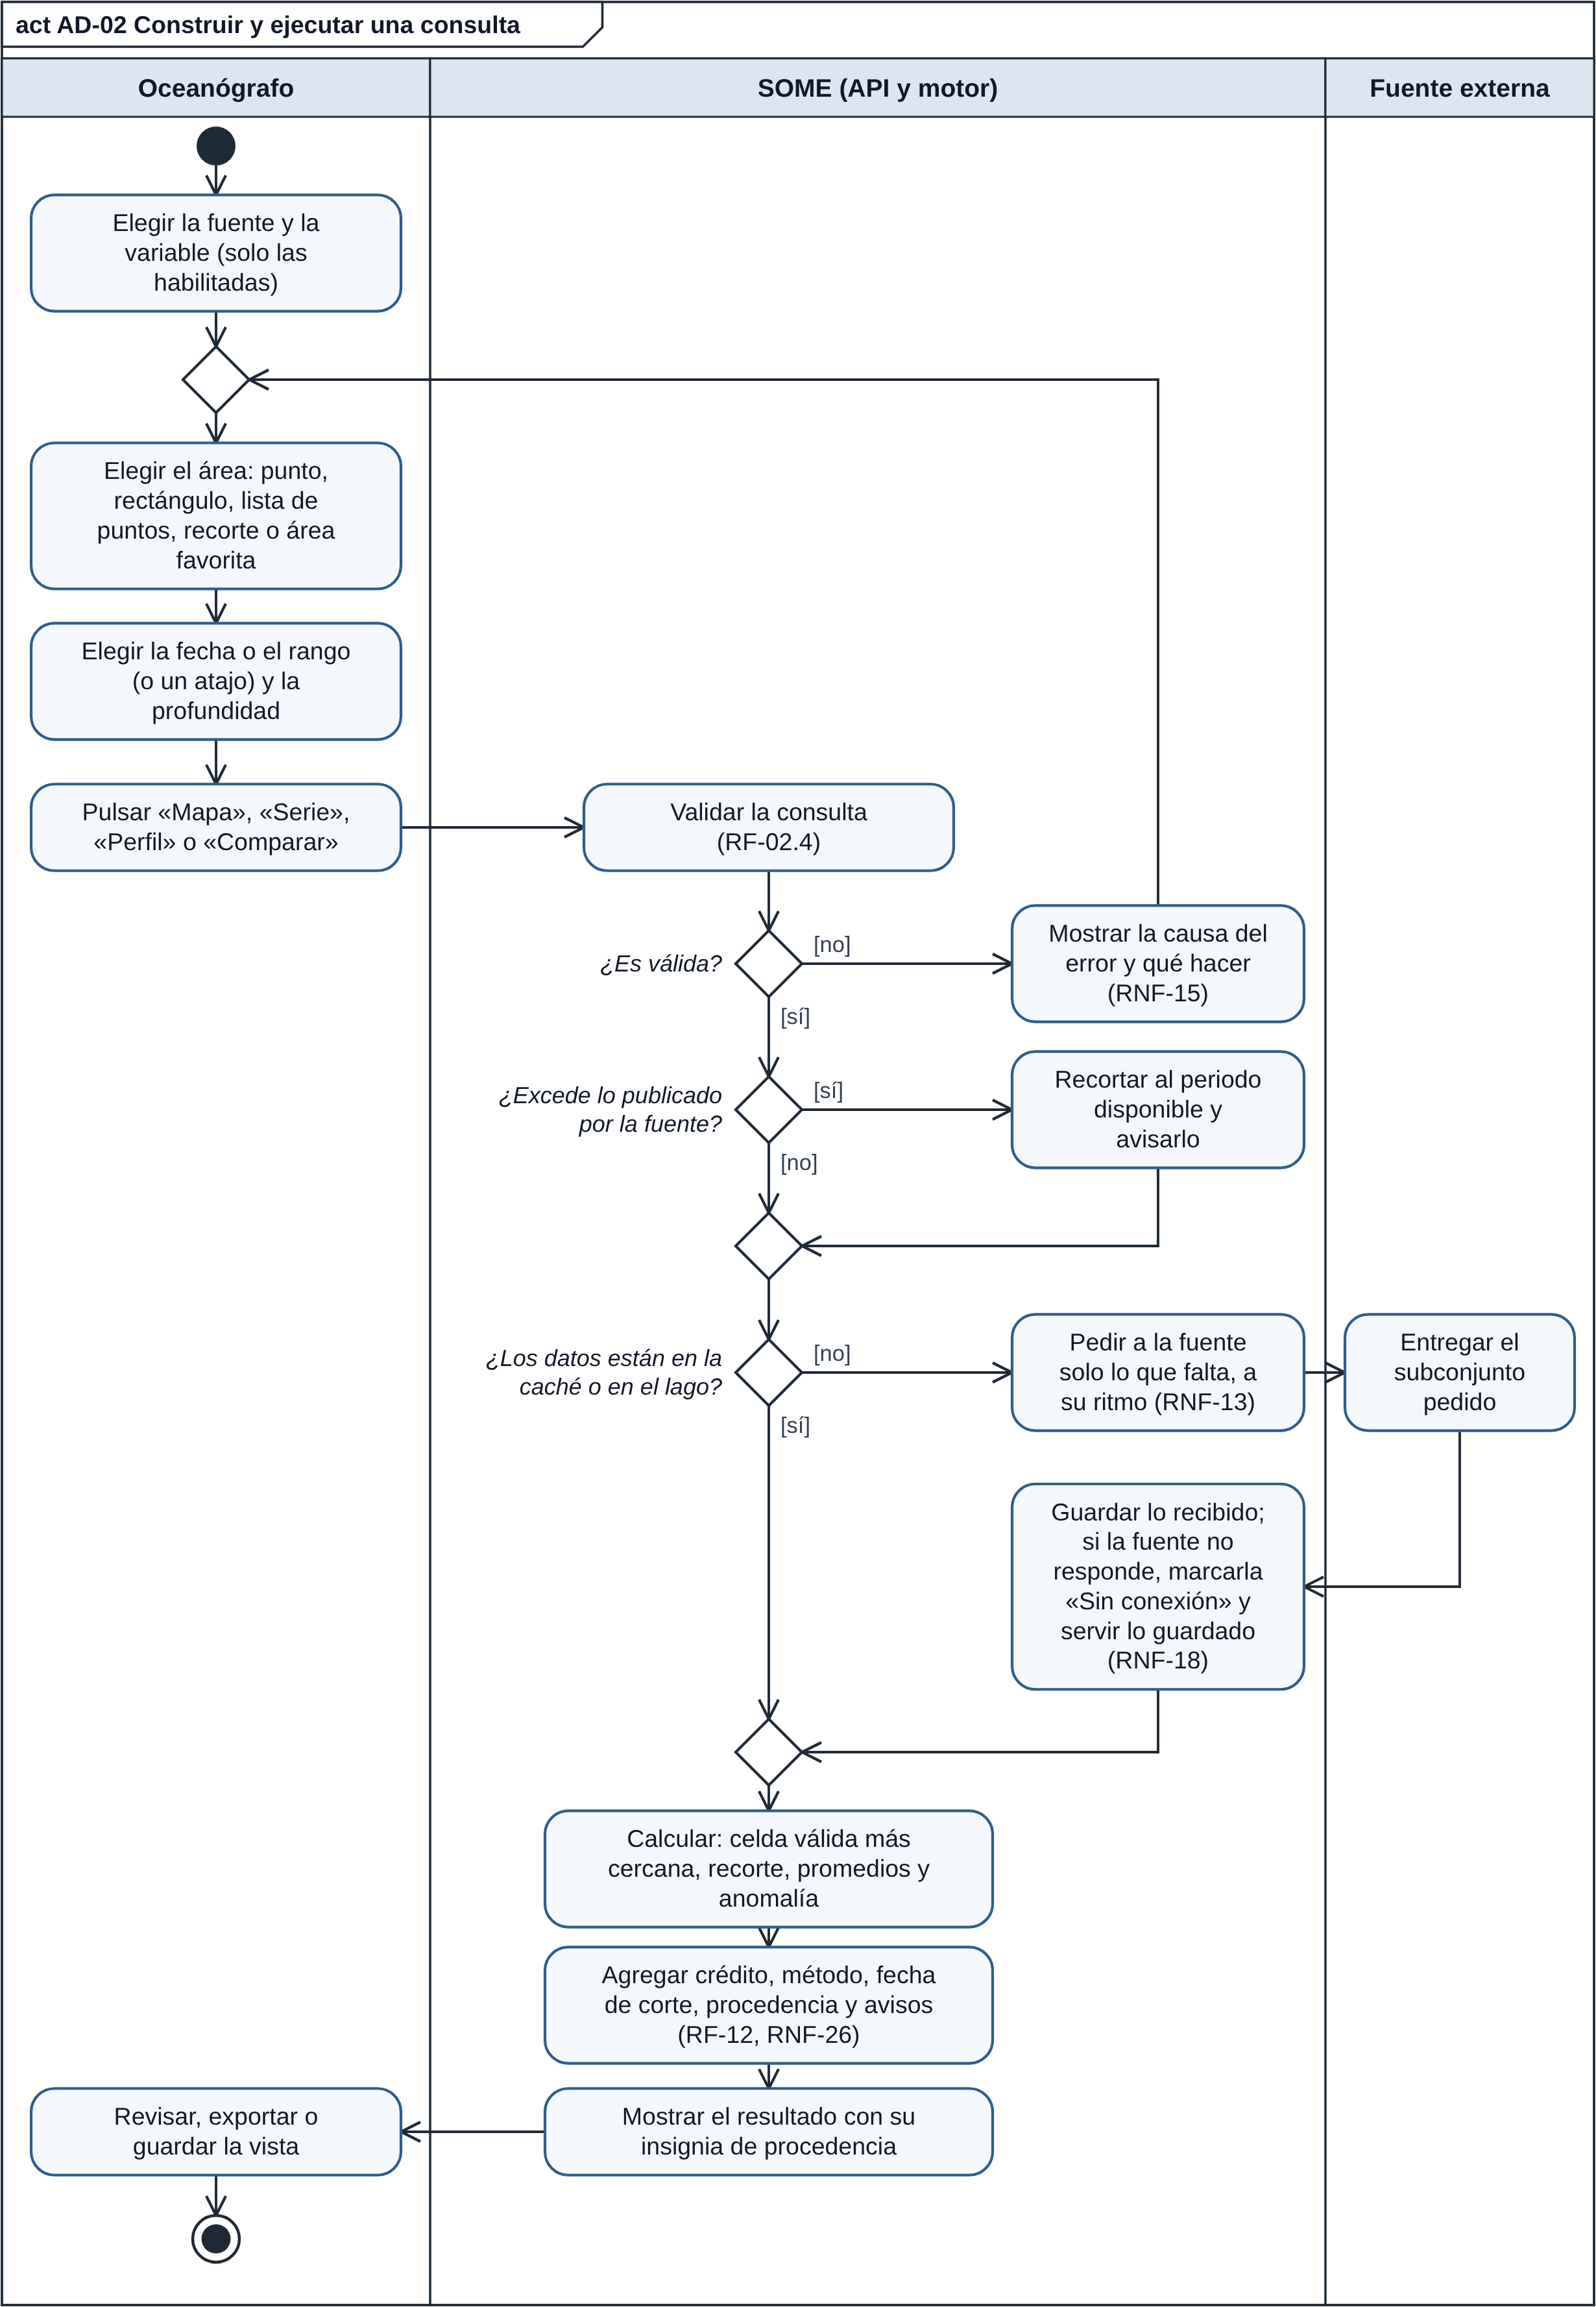 act AD-02 Construir y ejecutar una consulta
Oceanógrafo
SOME (API y motor)
Fuente externa
Elegir la fuente y la
variable (solo las
habilitadas)
Elegir el área: punto,
rectángulo, lista de
puntos, recorte o área
favorita
Elegir la fecha o el rango
(o un atajo) y la
profundidad
Pulsar «Mapa», «Serie»,
«Perfil» o «Comparar»
Validar la consulta
(RF-02.4)
¿Es válida?
[no]
[sí]
Mostrar la causa del
error y qué hacer
(RNF-15)
¿Excede lo publicado
por la fuente?
[sí]
[no]
Recortar al periodo
disponible y
avisarlo
¿Los datos están en la
caché o en el lago?
[no]
[sí]
Pedir a la fuente
solo lo que falta, a
su ritmo (RNF-13)
Entregar el
subconjunto
pedido
Guardar lo recibido;
si la fuente no
responde, marcarla
«Sin conexión» y
servir lo guardado
(RNF-18)
Calcular: celda válida más
cercana, recorte, promedios y
anomalía
Agregar crédito, método, fecha
de corte, procedencia y avisos
(RF-12, RNF-26)
Mostrar el resultado con su
insignia de procedencia
Revisar, exportar o
guardar la vista